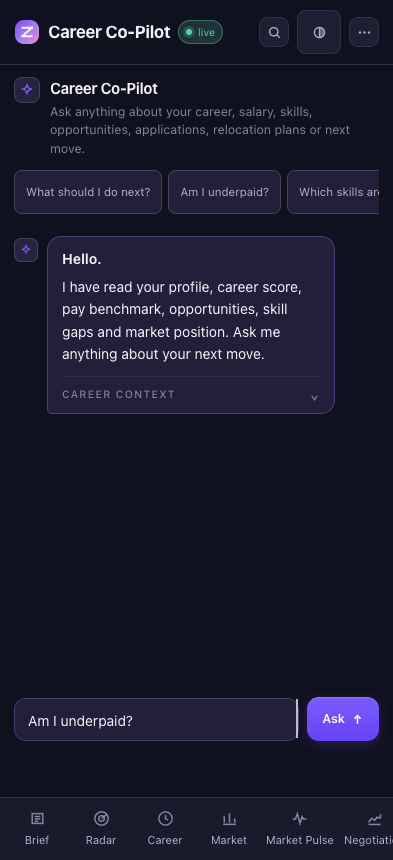 Career Co-Pilot
live
Career Co-Pilot
Ask anything about your career, salary, skills,
opportunities, applications, relocation plans or next
move.
What should I do next?
Am I underpaid?
Which skills
Hello.
I have read your profile, career score,
pay benchmark, opportunities, skill
gaps and market position. Ask me
anything about your next move.
CAREER CONTEXT
Am I underpaid?
Ask ↑
Brief
Radar
Career
Market
Market Pulse